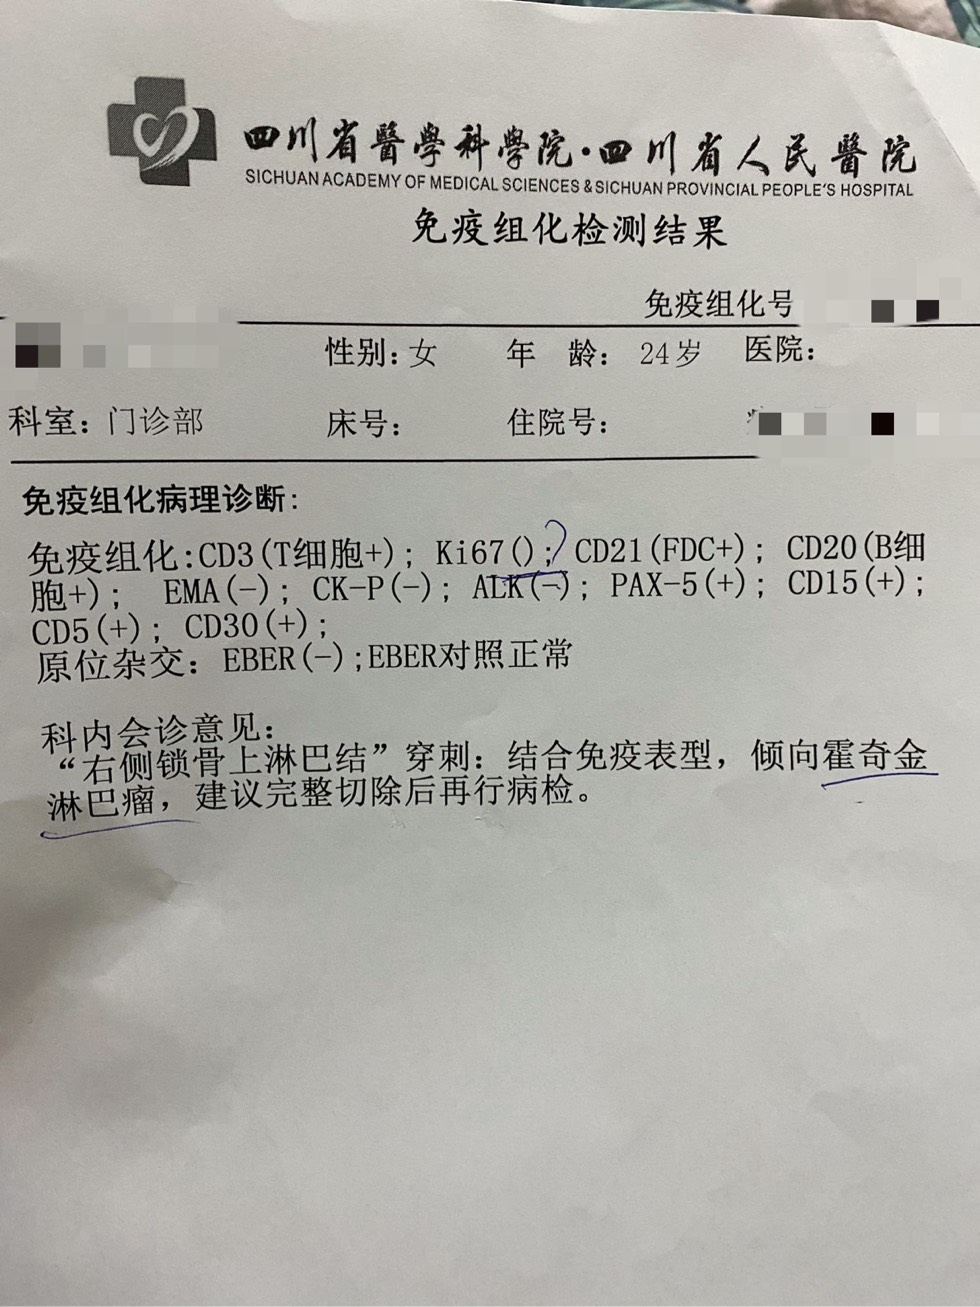 四川省醫學科学院·四川省人民醫院
SICHUAN ACADEMY OF MEDICAL SCIENCES & SICHUAN PROVINCIAL PEOPLE'S HOSPITAL
免疫组化检测结果
免疫组化号
性别：女 年 龄： 24岁 医院：
科室：门诊部 床号： 住院号：
免疫组化病理诊断：
免疫组化:CD3(T细胞+); Ki67();? CD21(FDC+); CD20(B细
胞+); EMA(-); CK-P(-); ALK(-); PAX-5(+); CD15(+);
CD5(+); CD30(+);
原位杂交：EBER(-);EBER对照正常
科内会诊意见：
“右侧锁骨上淋巴结”穿刺：结合免疫表型，倾向霍奇金
淋巴瘤，建议完整切除后再行病检。